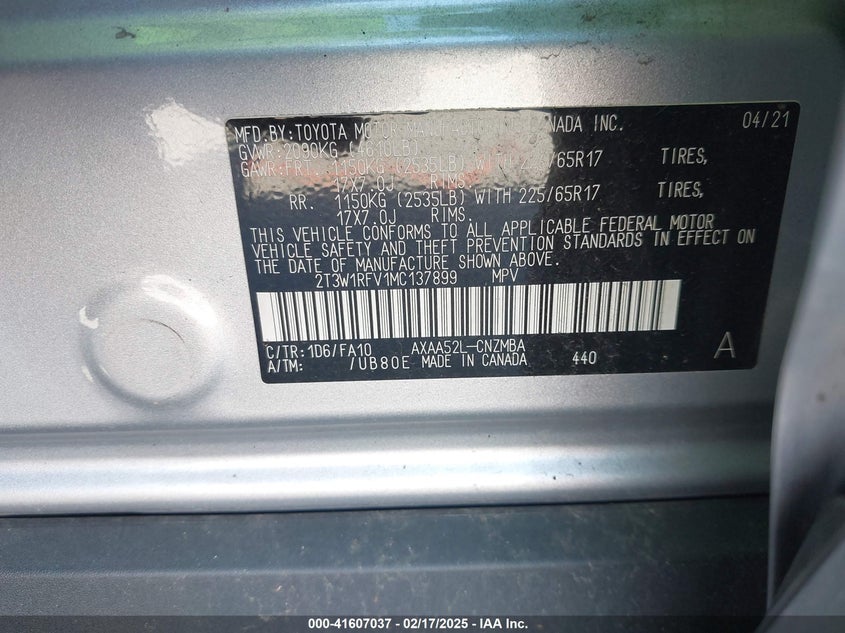 MFD.BY:TOYOTA MOTOR MANUFACTURING CANADA INC. 04/21
GVWR:2090KG (4610LB)
GAWR:FRT. 1150KG (2535LB) WITH 225/65R17 TIRES,
17X7.0J RIMS.
RR. 1150KG (2535LB) WITH 225/65R17 TIRES,
17X7.0J RIMS.
THIS VEHICLE CONFORMS TO ALL APPLICABLE FEDERAL MOTOR
VEHICLE SAFETY AND THEFT PREVENTION STANDARDS IN EFFECT ON
THE DATE OF MANUFACTURE SHOWN ABOVE.
2T3W1RFV1MC137899 MPV
C/TR:1D6/FA10 AXAA52L-CNZMBA
A/TM: /UB80E MADE IN CANADA 440 A
000-41607037 - 02/17/2025 - IAA Inc.